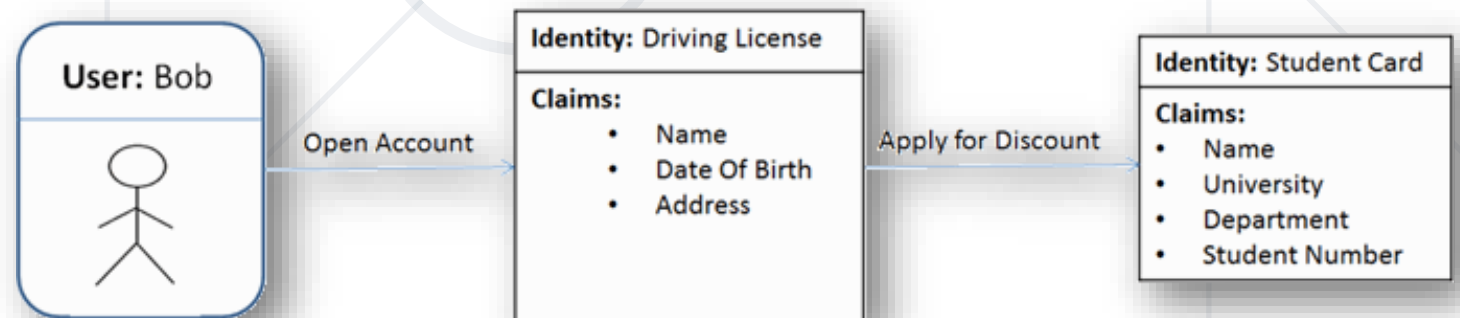 User: Bob
Open Account
Identity: Driving License
Claims:
• Name
• Date Of Birth
• Address
Apply for Discount
Identity: Student Card
Claims:
• Name
• University
• Department
• Student Number